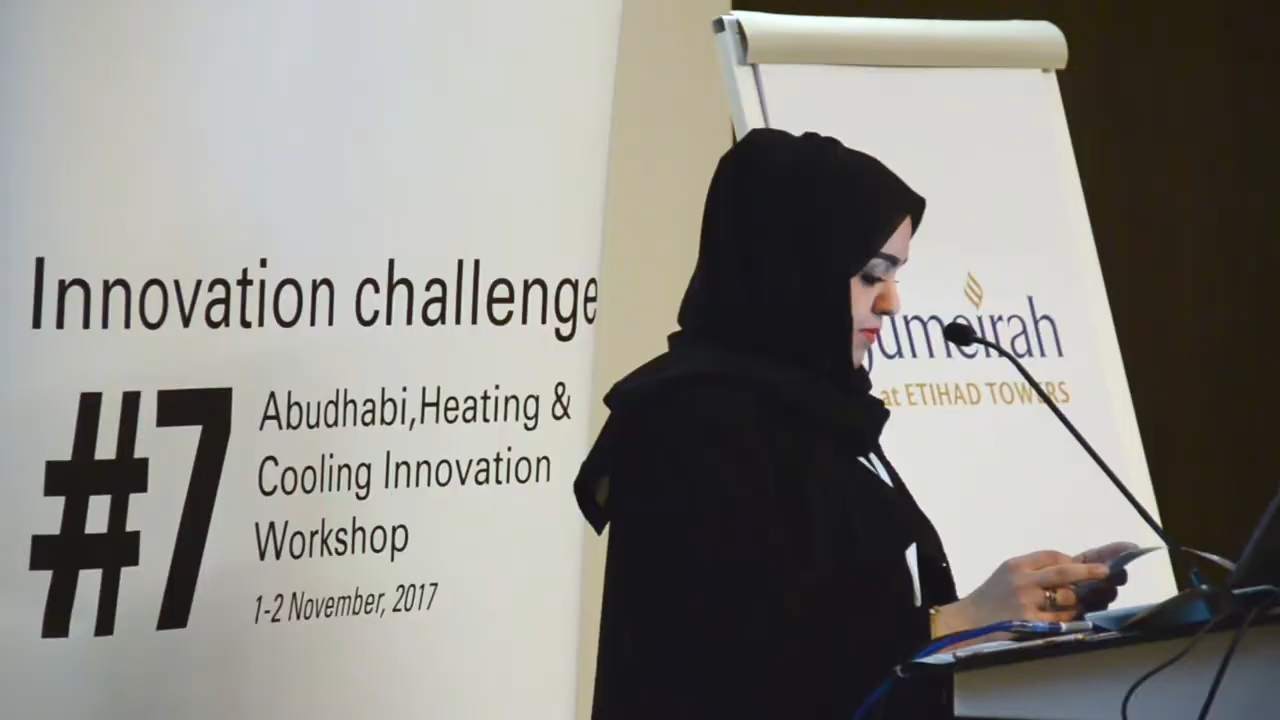 Innovation challenge
#7
Abudhabi,Heating &
Cooling Innovation
Workshop
1-2 November, 2017
Jumeirah
at ETIHAD TOWERS